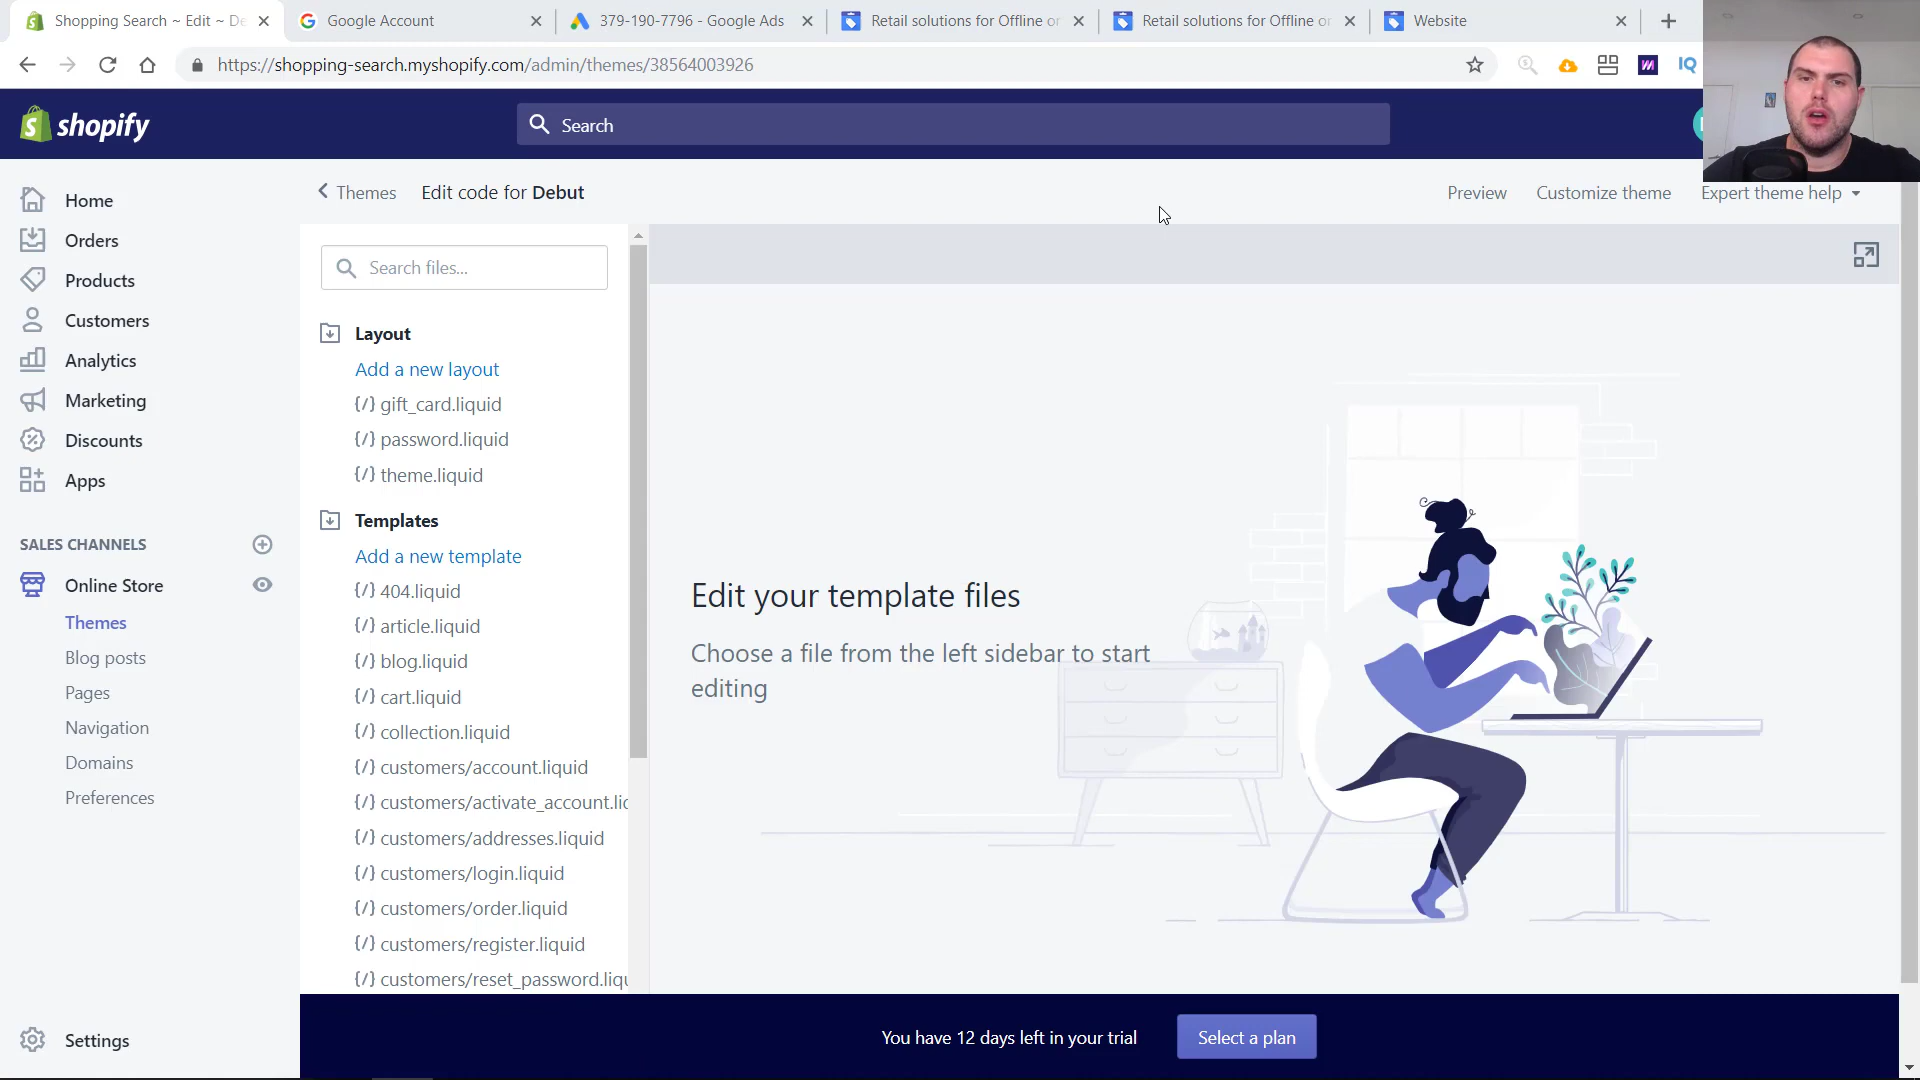 Shopping Search ~ Edit ~ De
Google Account
379-190-7796 - Google Ads
Retail solutions for Offline or
Retail solutions for Offline or
Website
https://shopping-search.myshopify.com/admin/themes/38564003926
IQ
shopify
Search
Home
Orders
Products
Customers
Analytics
Marketing
Discounts
Apps
SALES CHANNELS
Online Store
Themes
Blog posts
Pages
Navigation
Domains
Preferences
Settings
Themes
Edit code for Debut
Preview
Customize theme
Expert theme help
Search files...
Layout
Add a new layout
{/} gift_card.liquid
{/} password.liquid
{/} theme.liquid
Templates
Add a new template
{/} 404.liquid
{/} article.liquid
{/} blog.liquid
{/} cart.liquid
{/} collection.liquid
{/} customers/account.liquid
{/} customers/activate_account.lic
{/} customers/addresses.liquid
{/} customers/login.liquid
{/} customers/order.liquid
{/} customers/register.liquid
{/} customers/reset_password.liqu
Edit your template files
Choose a file from the left sidebar to start
editing
You have 12 days left in your trial
Select a plan